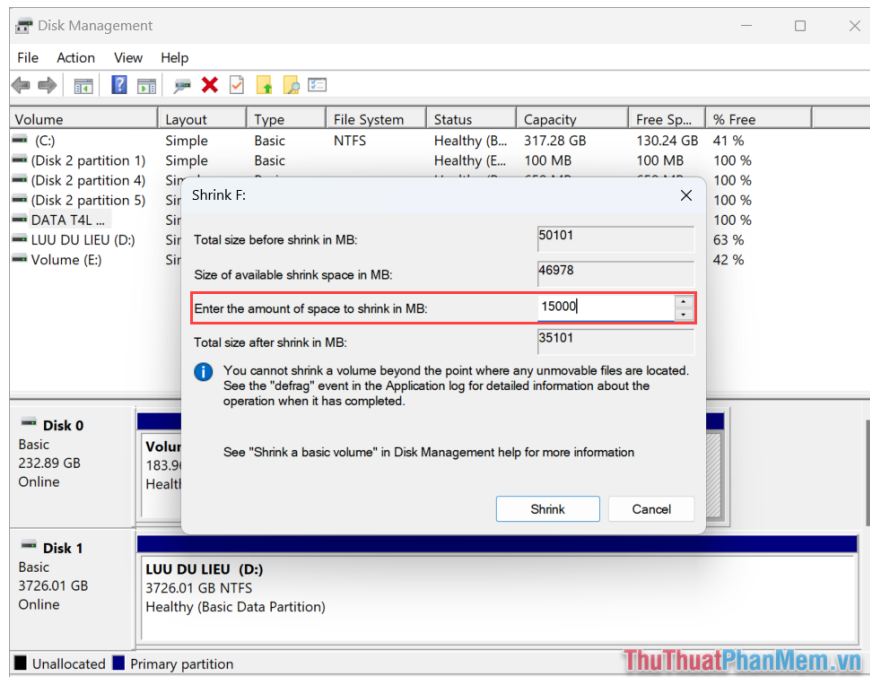 Disk Management
File Action View Help
Volume Layout Type File System Status Capacity Free Sp... % Free
(C:) Simple Basic NTFS Healthy (B... 317.28 GB 130.24 GB 41 %
(Disk 2 partition 1) Simple Basic Healthy (E... 100 MB 100 MB 100 %
(Disk 2 partition 4) 100 %
(Disk 2 partition 5) 100 %
DATA T4L ... 100 %
LUU DU LIEU (D:) 63 %
Volume (E:) 42 %
Shrink F:
Total size before shrink in MB: 50101
Size of available shrink space in MB: 46978
Enter the amount of space to shrink in MB: 15000
Total size after shrink in MB: 35101
You cannot shrink a volume beyond the point where any unmovable files are located.
See the "defrag" event in the Application log for detailed information about the
operation when it has completed.
See "Shrink a basic volume" in Disk Management help for more information
Shrink Cancel
Disk 0
Basic
232.89 GB
Online
Disk 1
Basic
3726.01 GB
Online
LUU DU LIEU (D:)
3726.01 GB NTFS
Healthy (Basic Data Partition)
Unallocated Primary partition
ThuThuatPhanMem.vn